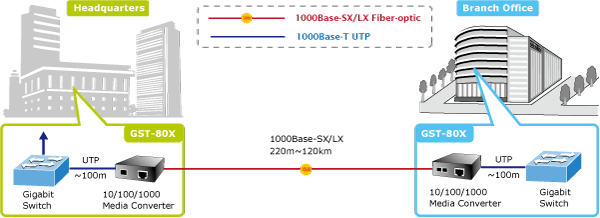 Headquarters
1000Base-SX/LX Fiber-optic
1000Base-T UTP
Branch Office
GST-80X
UTP
~100m
Gigabit
Switch
10/100/1000
Media Converter
1000Base-SX/LX
220m~120km
GST-80X
UTP
~100m
10/100/1000
Media Converter
Gigabit
Switch